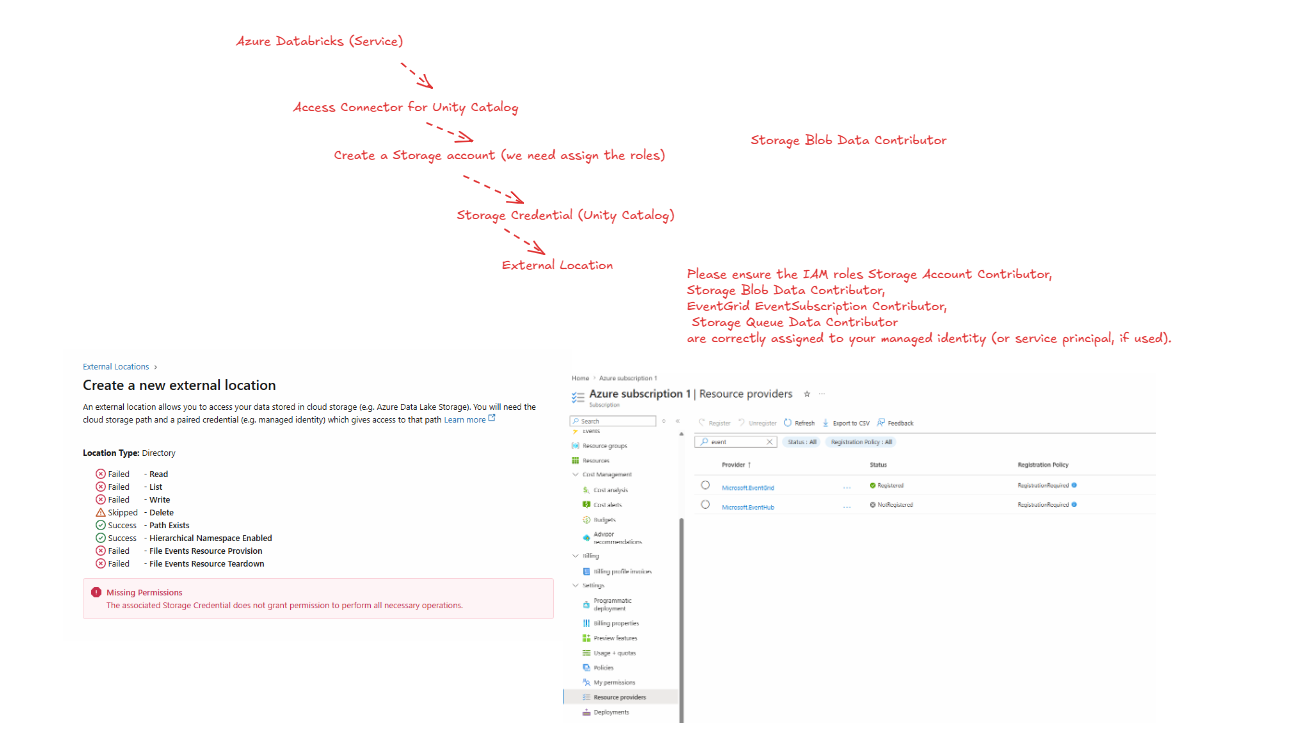 Azure Databricks (Service)
Access Connector for Unity Catalog
Storage Blob Data Contributor
Create a Storage account (we need assign the roles)
Storage Credential (Unity Catalog)
External Location
Please ensure the IAM roles Storage Account Contributor,
Storage Blob Data Contributor,
EventGrid EventSubscription Contributor,
Storage Queue Data Contributor
are correctly assigned to your managed identity (or service principal, if used).
External Locations ›
Create a new external location
An external location allows you to access your data stored in cloud storage (e.g. Azure Data Lake Storage). You will need the
cloud storage path and a paired credential (e.g. managed identity) which gives access to that path Learn more
Location Type: Directory
Failed - Read
Failed - List
Failed - Write
Skipped - Delete
Success - Path Exists
Success - Hierarchical Namespace Enabled
Failed - File Events Resource Provision
Failed - File Events Resource Teardown
Missing Permissions
The associated Storage Credential does not grant permission to perform all necessary operations.
Home › Azure subscription 1
Azure subscription 1 | Resource providers
Subscription
Search
Events
Resource groups
Resources
Cost Management
Cost analysis
Cost alerts
Budgets
Advisor
recommendations
Billing
Billing profile invoices
Settings
Programmatic
deployment
Billing properties
Preview features
Usage + quotas
Policies
My permissions
Resource providers
Deployments
Register Unregister Refresh Export to CSV Feedback
event Status : All Registration Policy : All
Provider ↑ Status Registration Policy
Microsoft.EventGrid ... Registered RegistrationRequired
Microsoft.EventHub ... NotRegistered RegistrationRequired